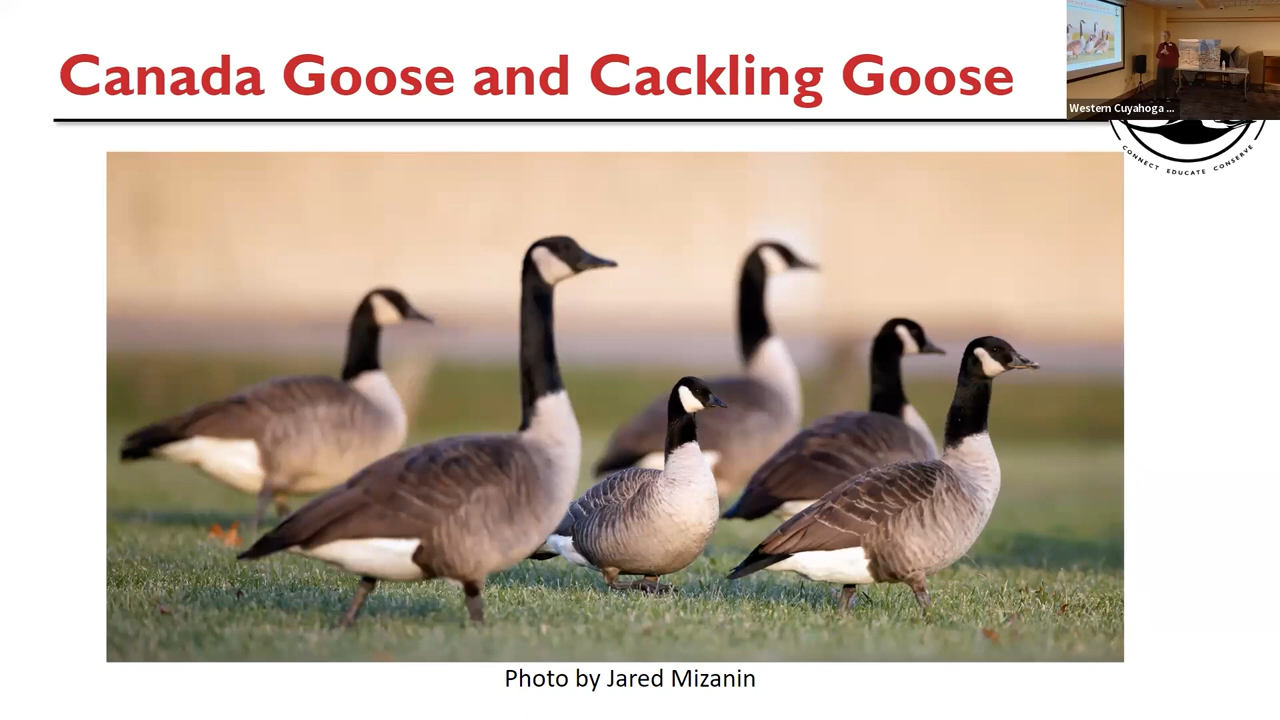 Canada Goose and Cackling Goose
Western Cuyahoga ...
CONNECT EDUCATE CONSERVE
Photo by Jared Mizanin